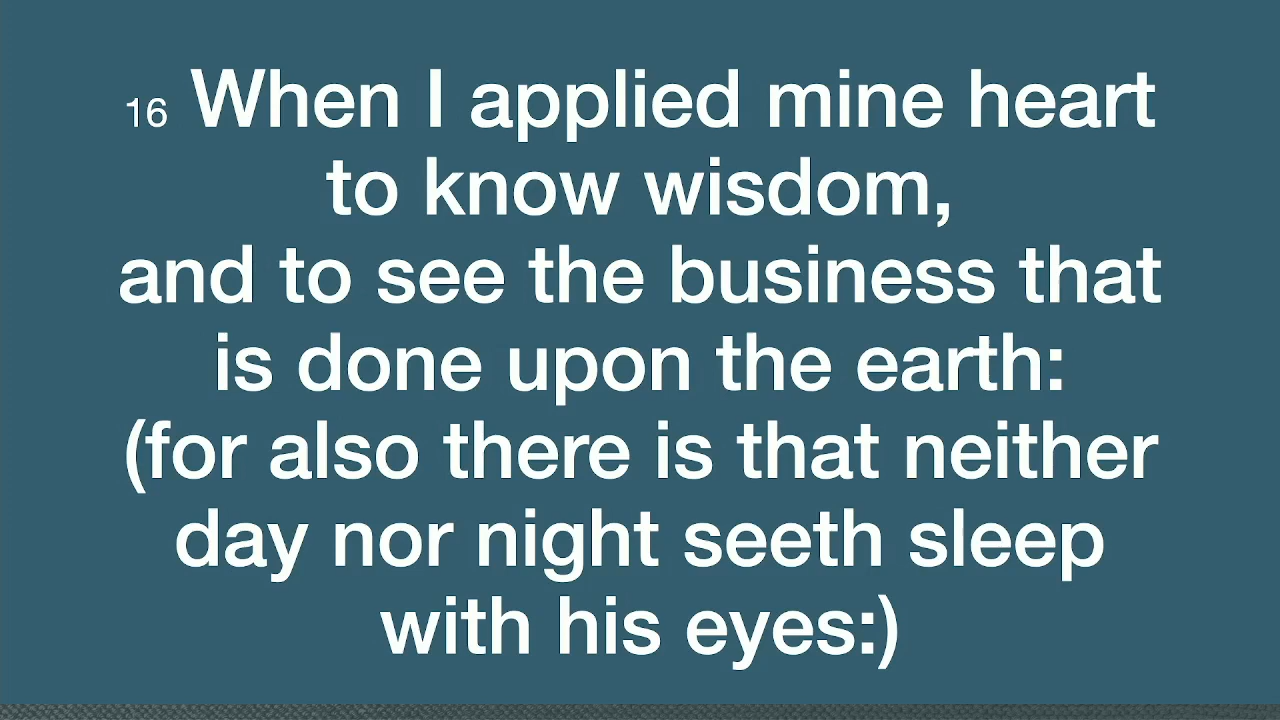 16 When I applied mine heart
to know wisdom,
and to see the business that
is done upon the earth:
(for also there is that neither
day nor night seeth sleep
with his eyes:)